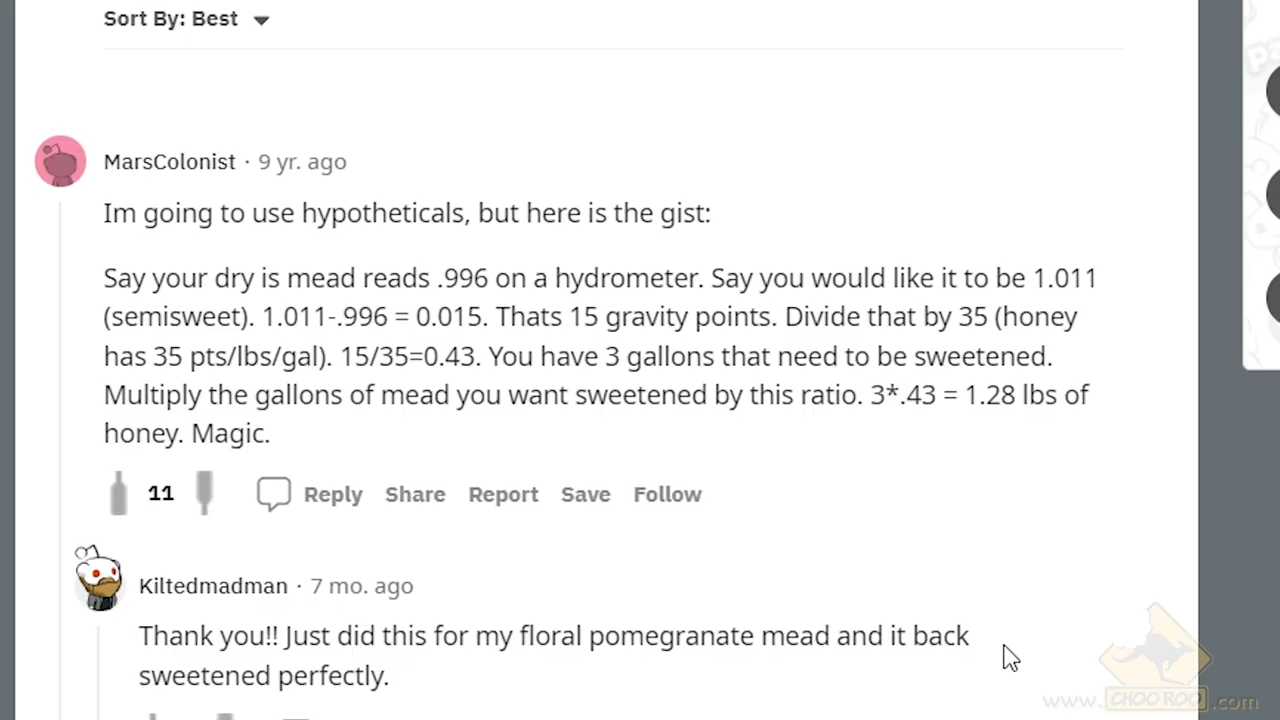 Sort By: Best
MarsColonist · 9 yr. ago
Im going to use hypotheticals, but here is the gist:
Say your dry is mead reads .996 on a hydrometer. Say you would like it to be 1.011
(semisweet). 1.011-.996 = 0.015. Thats 15 gravity points. Divide that by 35 (honey
has 35 pts/lbs/gal). 15/35=0.43. You have 3 gallons that need to be sweetened.
Multiply the gallons of mead you want sweetened by this ratio. 3*.43 = 1.28 lbs of
honey. Magic.
11 Reply Share Report Save Follow
Kiltedmadman · 7 mo. ago
Thank you!! Just did this for my floral pomegranate mead and it back
sweetened perfectly.
www.CHOOROO.com